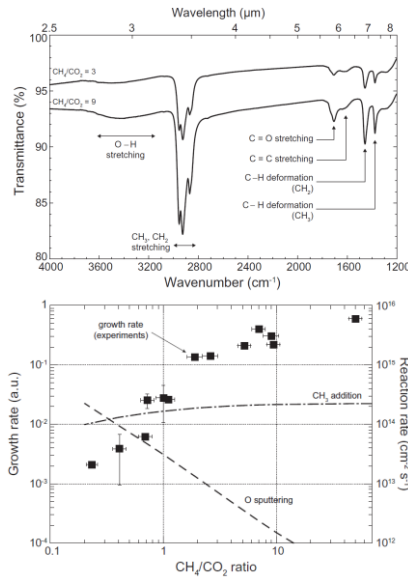 Wavelength (μm)
2.5 3 4 5 6 7 8
100
95
90
85
80
Transmittance (%)
CH₄/CO₂ = 3
CH₄/CO₂ = 9
O – H
stretching
C = O stretching
C = C stretching
C –H deformation
(CH₂)
C – H deformation
(CH₃)
CH₃, CH₂
stretching
4000 3600 3200 2800 2400 2000 1600 1200
Wavenumber (cm⁻¹)
1
10⁻¹
10⁻²
10⁻³
10⁻⁴
Growth rate (a.u.)
growth rate
(experiments)
CH₃ addition
O sputtering
10¹⁶
10¹⁵
10¹⁴
10¹³
10¹²
Reaction rate (cm⁻² s⁻¹)
0.1 1 10
CH₄/CO₂ ratio